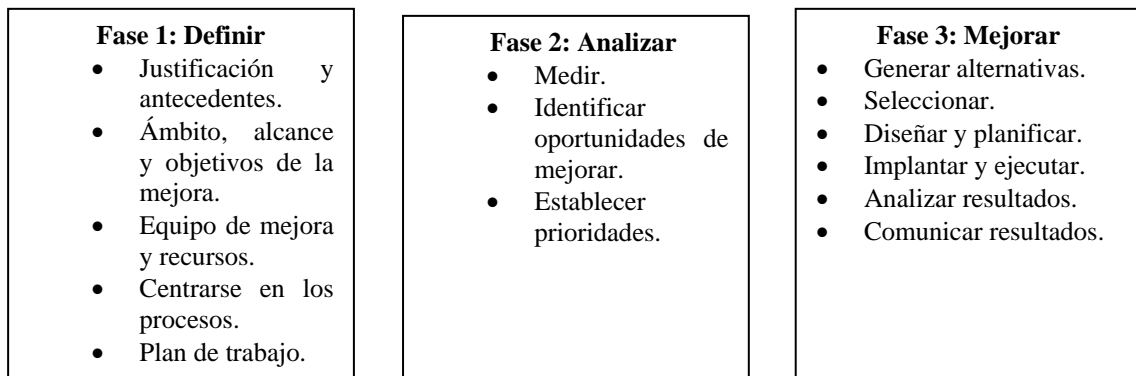 Fase 1: Definir
• Justificación y
antecedentes.
• Ámbito, alcance
y objetivos de la
mejora.
• Equipo de mejora
y recursos.
• Centrarse en los
procesos.
• Plan de trabajo.
Fase 2: Analizar
• Medir.
• Identificar
oportunidades de
mejorar.
• Establecer
prioridades.
Fase 3: Mejorar
• Generar alternativas.
• Seleccionar.
• Diseñar y planificar.
• Implantar y ejecutar.
• Analizar resultados.
• Comunicar resultados.